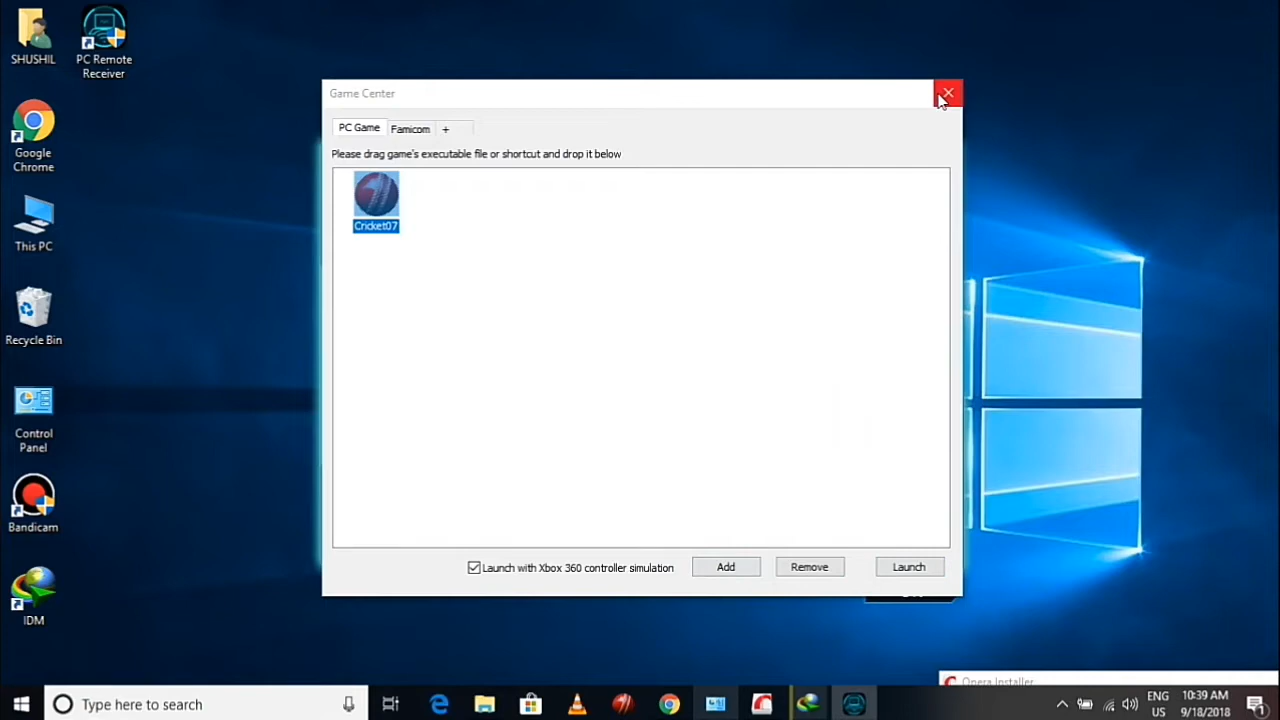 SHUSHIL
PC Remote
Receiver
Google
Chrome
This PC
Recycle Bin
Control
Panel
Bandicam
IDM
Game Center
PC Game
Famicom
+
Please drag game's executable file or shortcut and drop it below
Cricket07
Launch with Xbox 360 controller simulation
Add
Remove
Launch
Opera Installer
Type here to search
ENG
US
10:39 AM
9/18/2018
1